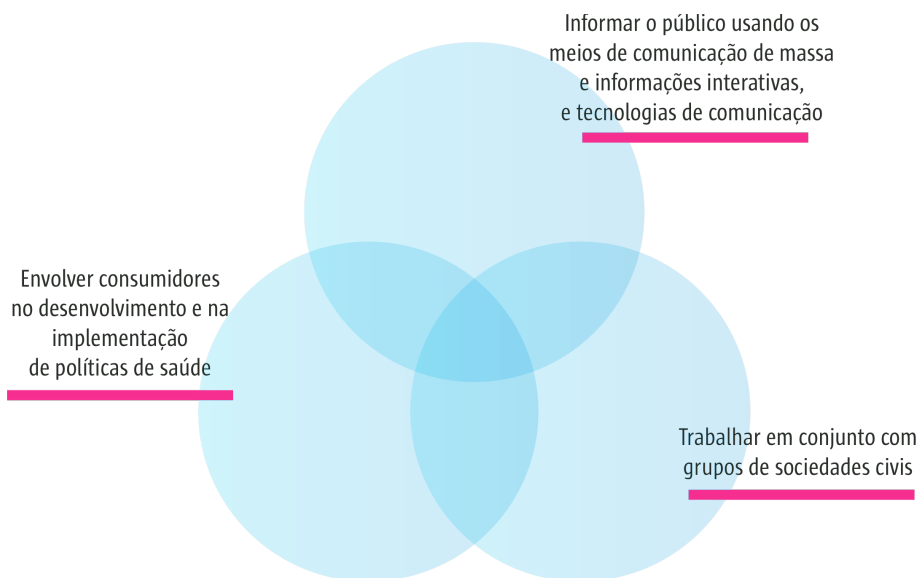 Informar o público usando os
meios de comunicação de massa
e informações interativas,
e tecnologias de comunicação
Envolver consumidores
no desenvolvimento e na
implementação
de políticas de saúde
Trabalhar em conjunto com
grupos de sociedades civis